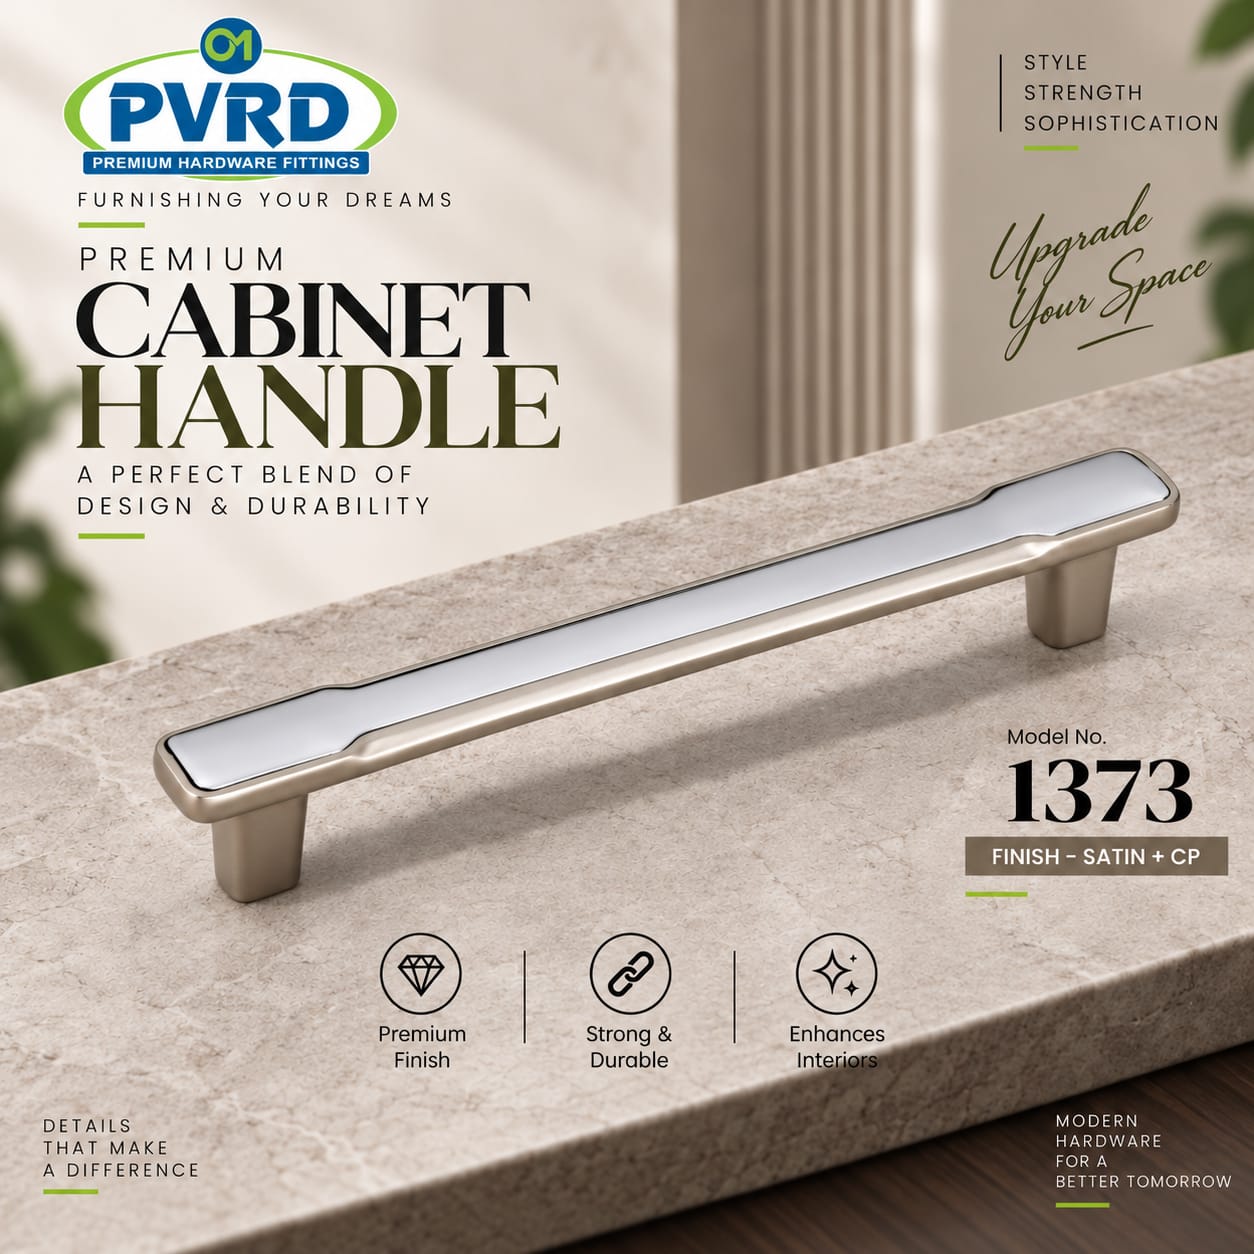 OM
PVRD
PREMIUM HARDWARE FITTINGS
FURNISHING YOUR DREAMS
PREMIUM
CABINET
HANDLE
A PERFECT BLEND OF
DESIGN & DURABILITY
STYLE
STRENGTH
SOPHISTICATION
Upgrade
Your Space
Model No.
1373
FINISH - SATIN + CP
Premium
Finish
Strong &
Durable
Enhances
Interiors
DETAILS
THAT MAKE
A DIFFERENCE
MODERN
HARDWARE
FOR A
BETTER TOMORROW